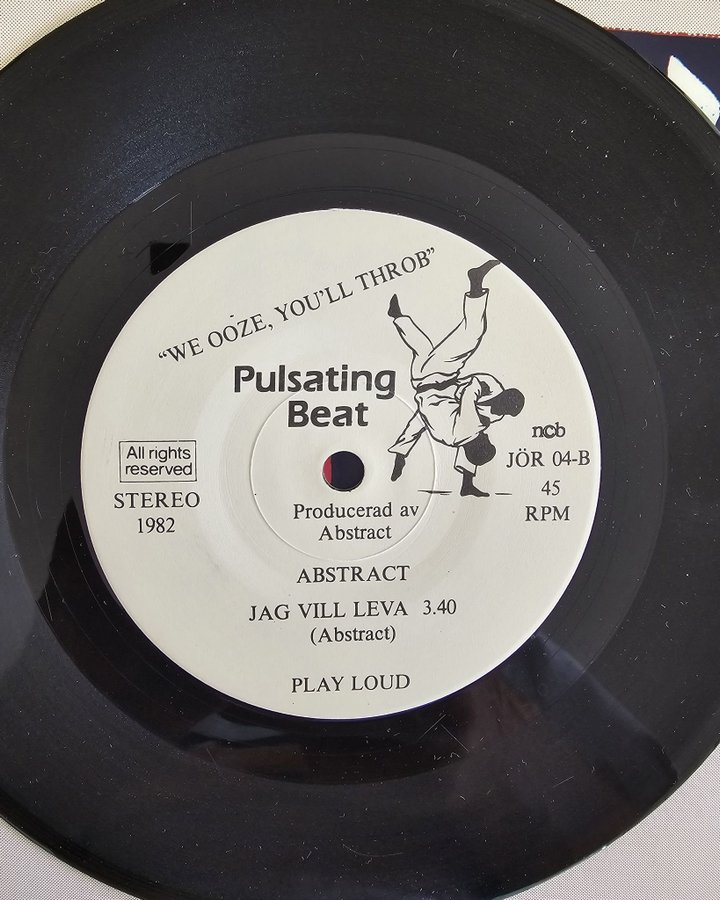 “WE OOZE, YOU’LL THROB”
Pulsating
Beat
All rights
reserved
STEREO
1982
ncb
JÖR 04-B
45
RPM
Producerad av
Abstract
ABSTRACT
JAG VILL LEVA 3.40
(Abstract)
PLAY LOUD